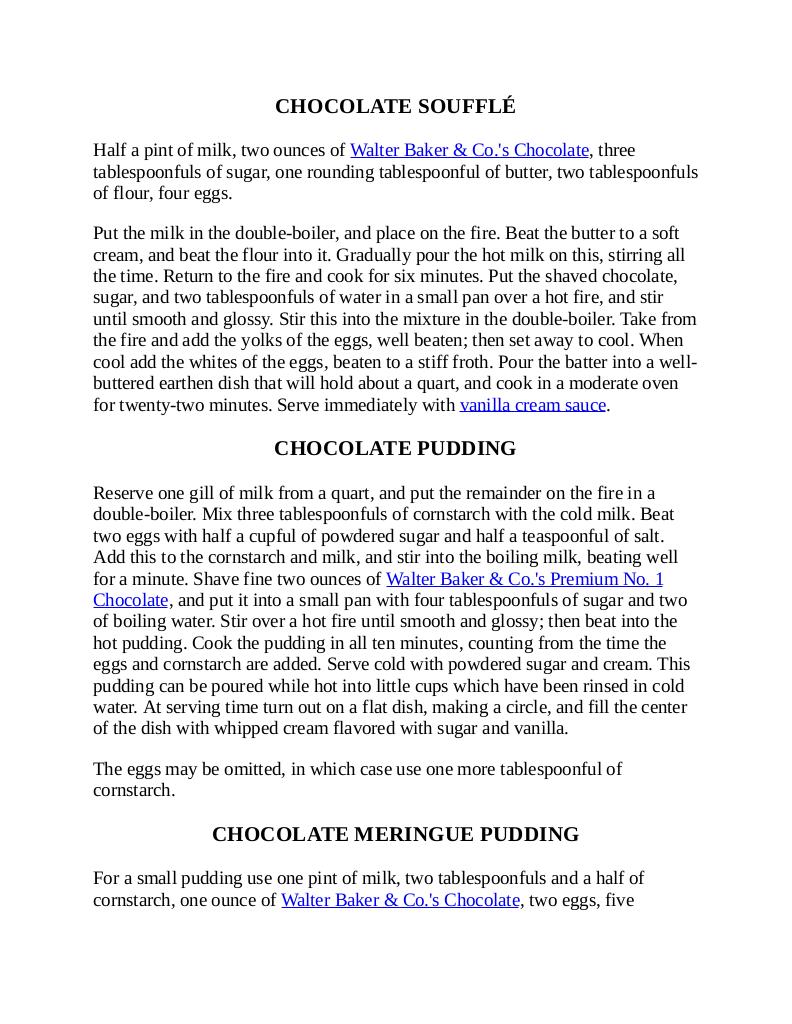 CHOCOLATE SOUFFLÉ
Half a pint of milk, two ounces of Walter Baker & Co.'s Chocolate, three
tablespoonfuls of sugar, one rounding tablespoonful of butter, two tablespoonfuls
of flour, four eggs.
Put the milk in the double-boiler, and place on the fire. Beat the butter to a soft
cream, and beat the flour into it. Gradually pour the hot milk on this, stirring all
the time. Return to the fire and cook for six minutes. Put the shaved chocolate,
sugar, and two tablespoonfuls of water in a small pan over a hot fire, and stir
until smooth and glossy. Stir this into the mixture in the double-boiler. Take from
the fire and add the yolks of the eggs, well beaten; then set away to cool. When
cool add the whites of the eggs, beaten to a stiff froth. Pour the batter into a well-
buttered earthen dish that will hold about a quart, and cook in a moderate oven
for twenty-two minutes. Serve immediately with vanilla cream sauce.
CHOCOLATE PUDDING
Reserve one gill of milk from a quart, and put the remainder on the fire in a
double-boiler. Mix three tablespoonfuls of cornstarch with the cold milk. Beat
two eggs with half a cupful of powdered sugar and half a teaspoonful of salt.
Add this to the cornstarch and milk, and stir into the boiling milk, beating well
for a minute. Shave fine two ounces of Walter Baker & Co.'s Premium No. 1
Chocolate, and put it into a small pan with four tablespoonfuls of sugar and two
of boiling water. Stir over a hot fire until smooth and glossy; then beat into the
hot pudding. Cook the pudding in all ten minutes, counting from the time the
eggs and cornstarch are added. Serve cold with powdered sugar and cream. This
pudding can be poured while hot into little cups which have been rinsed in cold
water. At serving time turn out on a flat dish, making a circle, and fill the center
of the dish with whipped cream flavored with sugar and vanilla.
The eggs may be omitted, in which case use one more tablespoonful of
cornstarch.
CHOCOLATE MERINGUE PUDDING
For a small pudding use one pint of milk, two tablespoonfuls and a half of
cornstarch, one ounce of Walter Baker & Co.'s Chocolate, two eggs, five